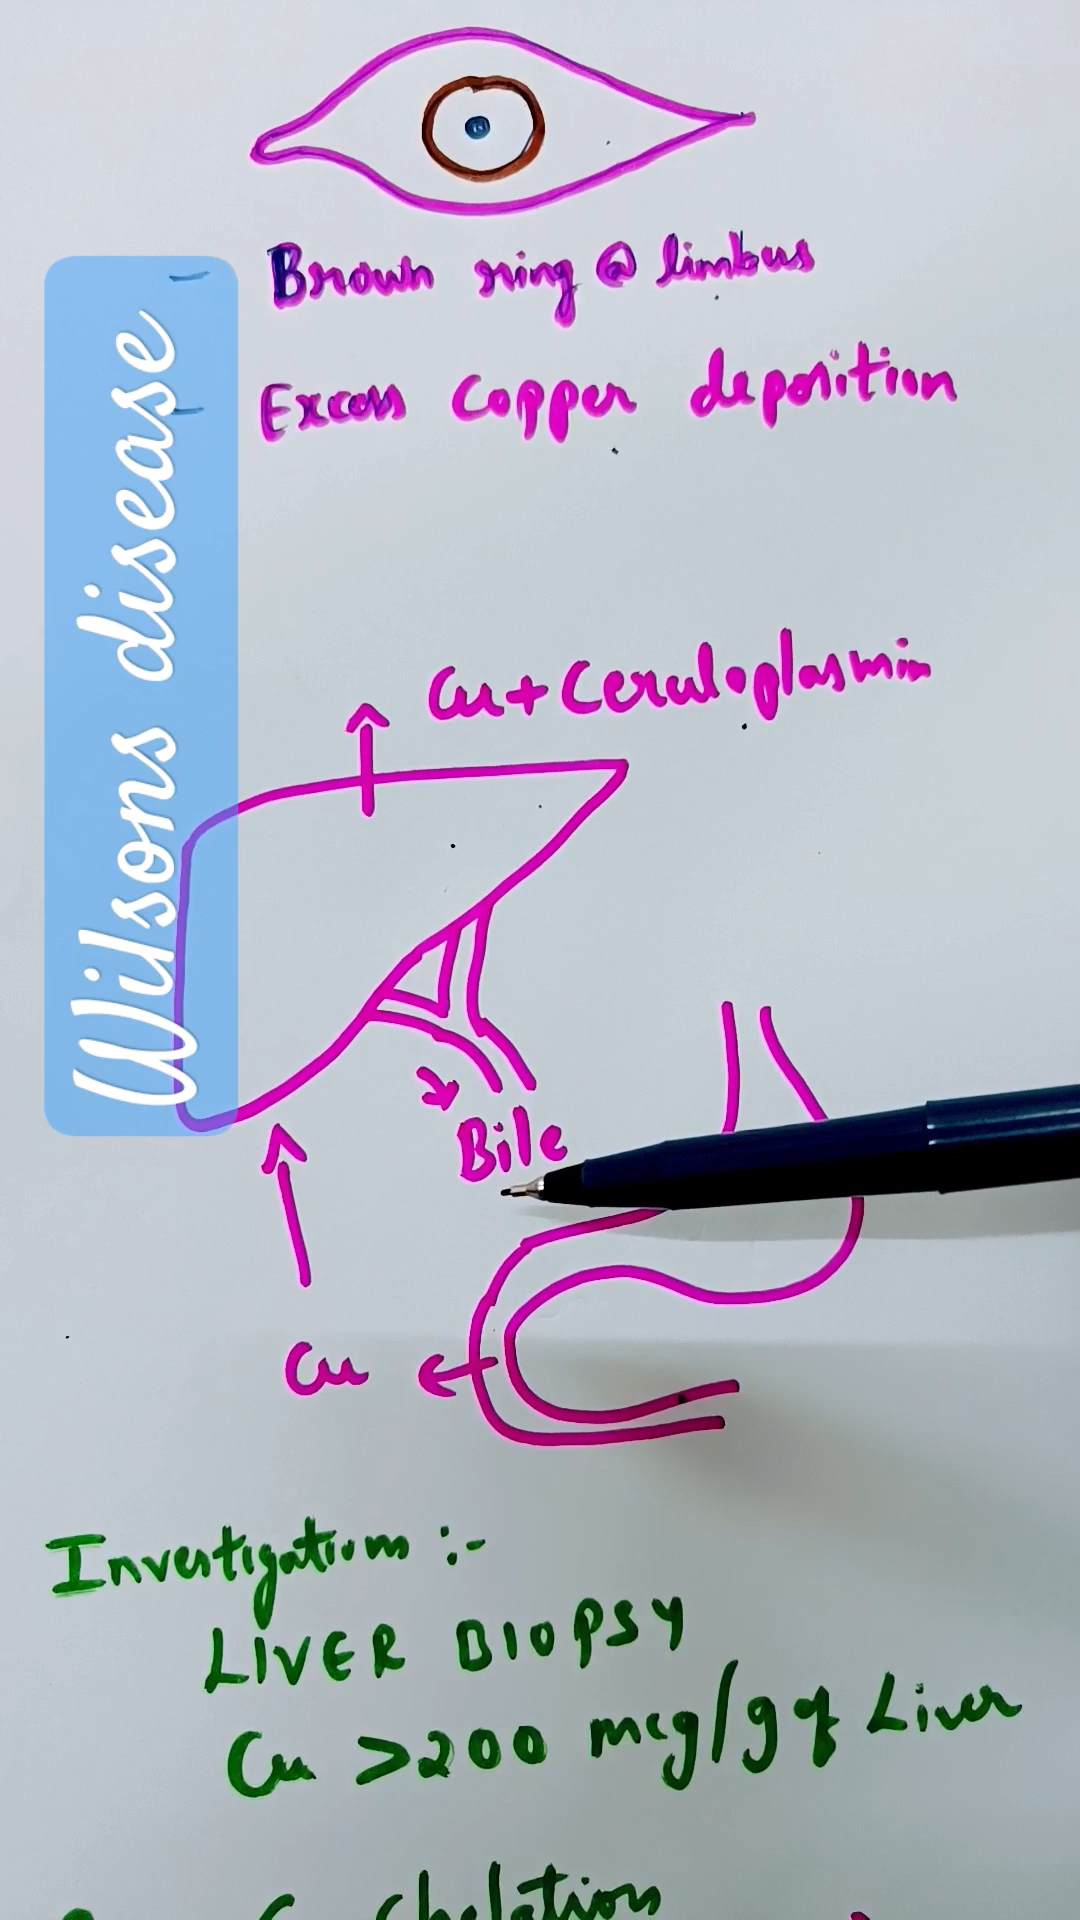 Brown ring @ limbus
Excess Copper deposition
Wilsons disease
Cu + Ceruloplasmin
Bile
Cu
Investigations :-
LIVER BIOPSY
Cu >200 mcg/g of Liver
Chelation